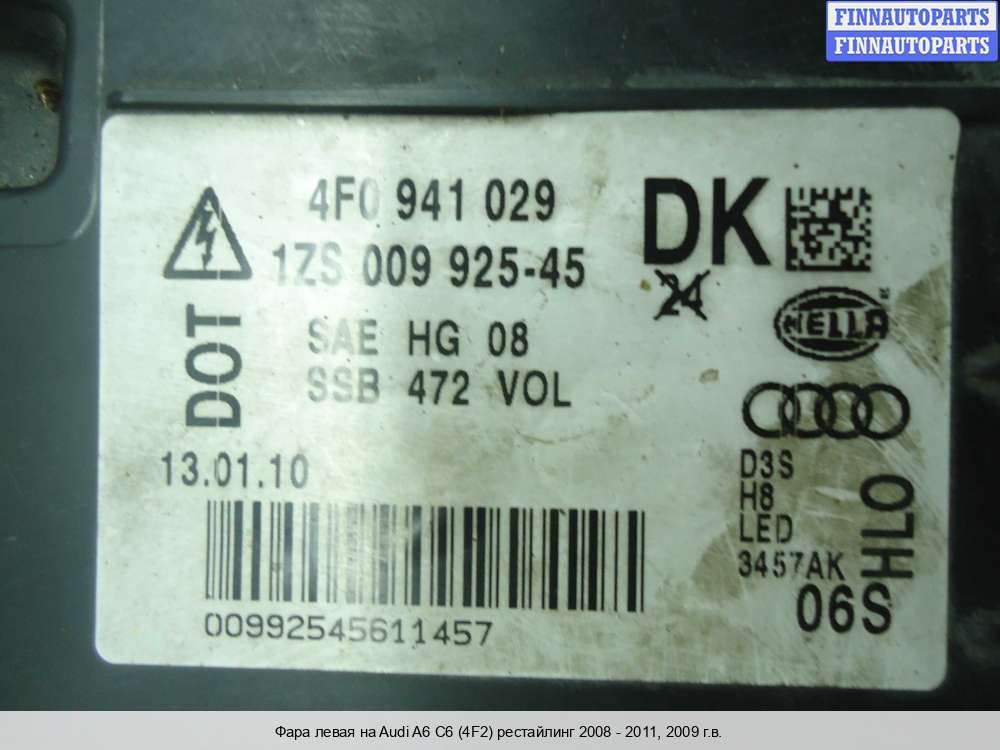 FINNAUTOPARTS
FINNAUTOPARTS
4F0 941 029
1ZS 009 925-45
DK
24
HELLA
DOT
SAE HG 08
SSB 472 VOL
13.01.10
D3S
H8
LED
3457AK
HLO
06S
00992545611457
Фара левая на Audi A6 C6 (4F2) рестайлинг 2008 - 2011, 2009 г.в.